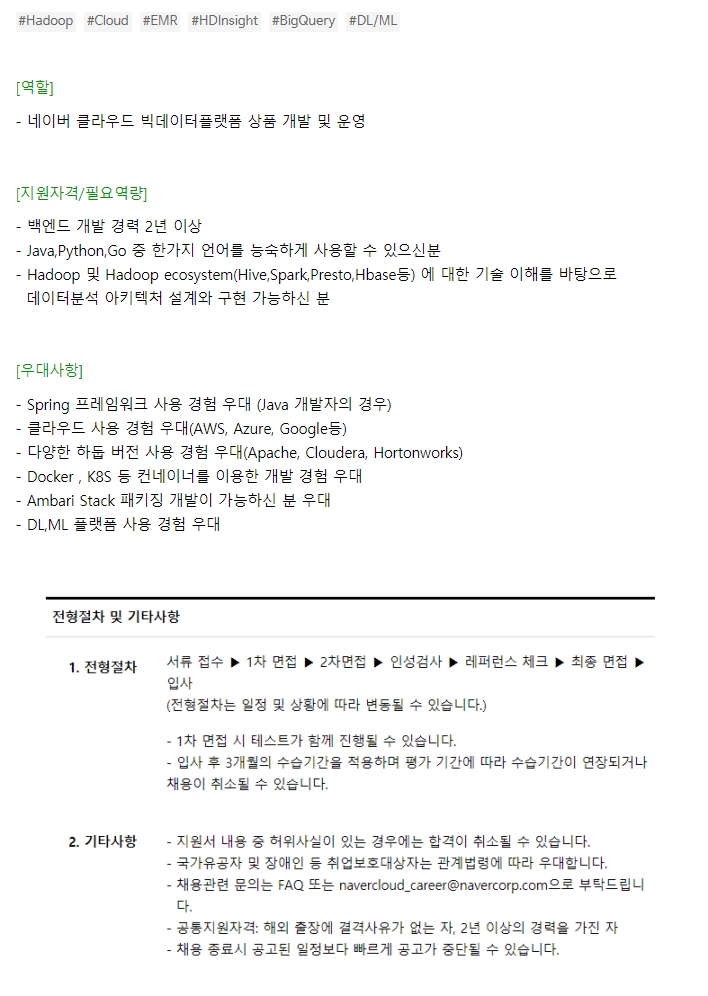 #Hadoop #Cloud #EMR #HDInsight #BigQuery #DL/ML
[역할]
- 네이버 클라우드 빅데이터플랫폼 상품 개발 및 운영
[지원자격/필요역량]
- 백엔드 개발 경력 2년 이상
- Java,Python,Go 중 한가지 언어를 능숙하게 사용할 수 있으신분
- Hadoop 및 Hadoop ecosystem(Hive,Spark,Presto,Hbase등) 에 대한 기술 이해를 바탕으로
데이터분석 아키텍처 설계와 구현 가능하신 분
[우대사항]
- Spring 프레임워크 사용 경험 우대 (Java 개발자의 경우)
- 클라우드 사용 경험 우대(AWS, Azure, Google등)
- 다양한 하둡 버전 사용 경험 우대(Apache, Cloudera, Hortonworks)
- Docker , K8S 등 컨네이너를 이용한 개발 경험 우대
- Ambari Stack 패키징 개발이 가능하신 분 우대
- DL,ML 플랫폼 사용 경험 우대
전형절차 및 기타사항
1. 전형절차
서류 접수 ▶ 1차 면접 ▶ 2차면접 ▶ 인성검사 ▶ 레퍼런스 체크 ▶ 최종 면접 ▶
입사
(전형절차는 일정 및 상황에 따라 변동될 수 있습니다.)
- 1차 면접 시 테스트가 함께 진행될 수 있습니다.
- 입사 후 3개월의 수습기간을 적용하며 평가 기간에 따라 수습기간이 연장되거나
채용이 취소될 수 있습니다.
2. 기타사항
- 지원서 내용 중 허위사실이 있는 경우에는 합격이 취소될 수 있습니다.
- 국가유공자 및 장애인 등 취업보호대상자는 관계법령에 따라 우대합니다.
- 채용관련 문의는 FAQ 또는 navercloud_career@navercorp.com으로 부탁드립니
다.
- 공통지원자격: 해외 출장에 결격사유가 없는 자, 2년 이상의 경력을 가진 자
- 채용 종료시 공고된 일정보다 빠르게 공고가 중단될 수 있습니다.